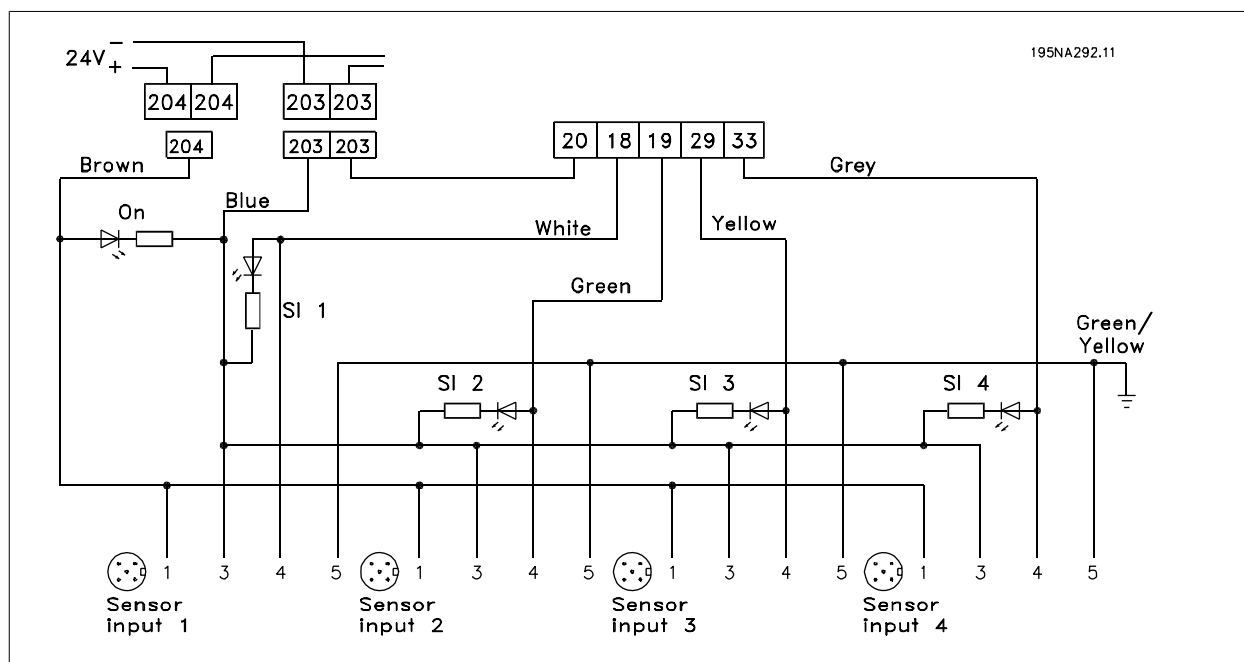 24V −
+
195NA292.11
204 204 203 203
204 203 203 20 18 19 29 33
Brown Grey
Blue
On White Yellow
Green
SI 1
Green/
Yellow
SI 2 SI 3 SI 4
1 3 4 5 1 3 4 5 1 3 4 5 1 3 4 5
Sensor
input 1
Sensor
input 2
Sensor
input 3
Sensor
input 4